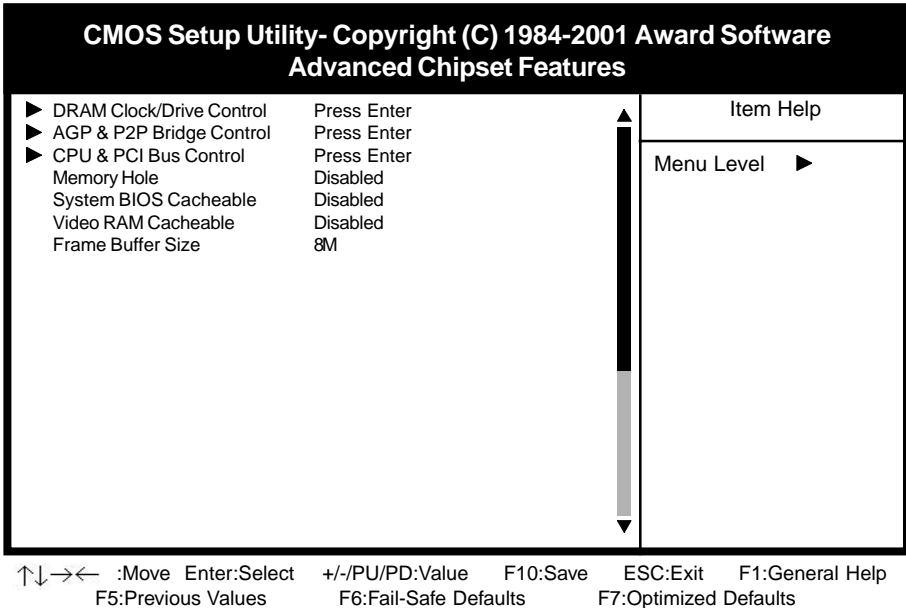 CMOS Setup Utility- Copyright (C) 1984-2001 Award Software
Advanced Chipset Features
▶ DRAM Clock/Drive Control Press Enter
▶ AGP & P2P Bridge Control Press Enter
▶ CPU & PCI Bus Control Press Enter
Memory Hole Disabled
System BIOS Cacheable Disabled
Video RAM Cacheable Disabled
Frame Buffer Size 8M
Item Help
Menu Level ▶
↑↓→← :Move Enter:Select +/-/PU/PD:Value F10:Save ESC:Exit F1:General Help
F5:Previous Values F6:Fail-Safe Defaults F7:Optimized Defaults